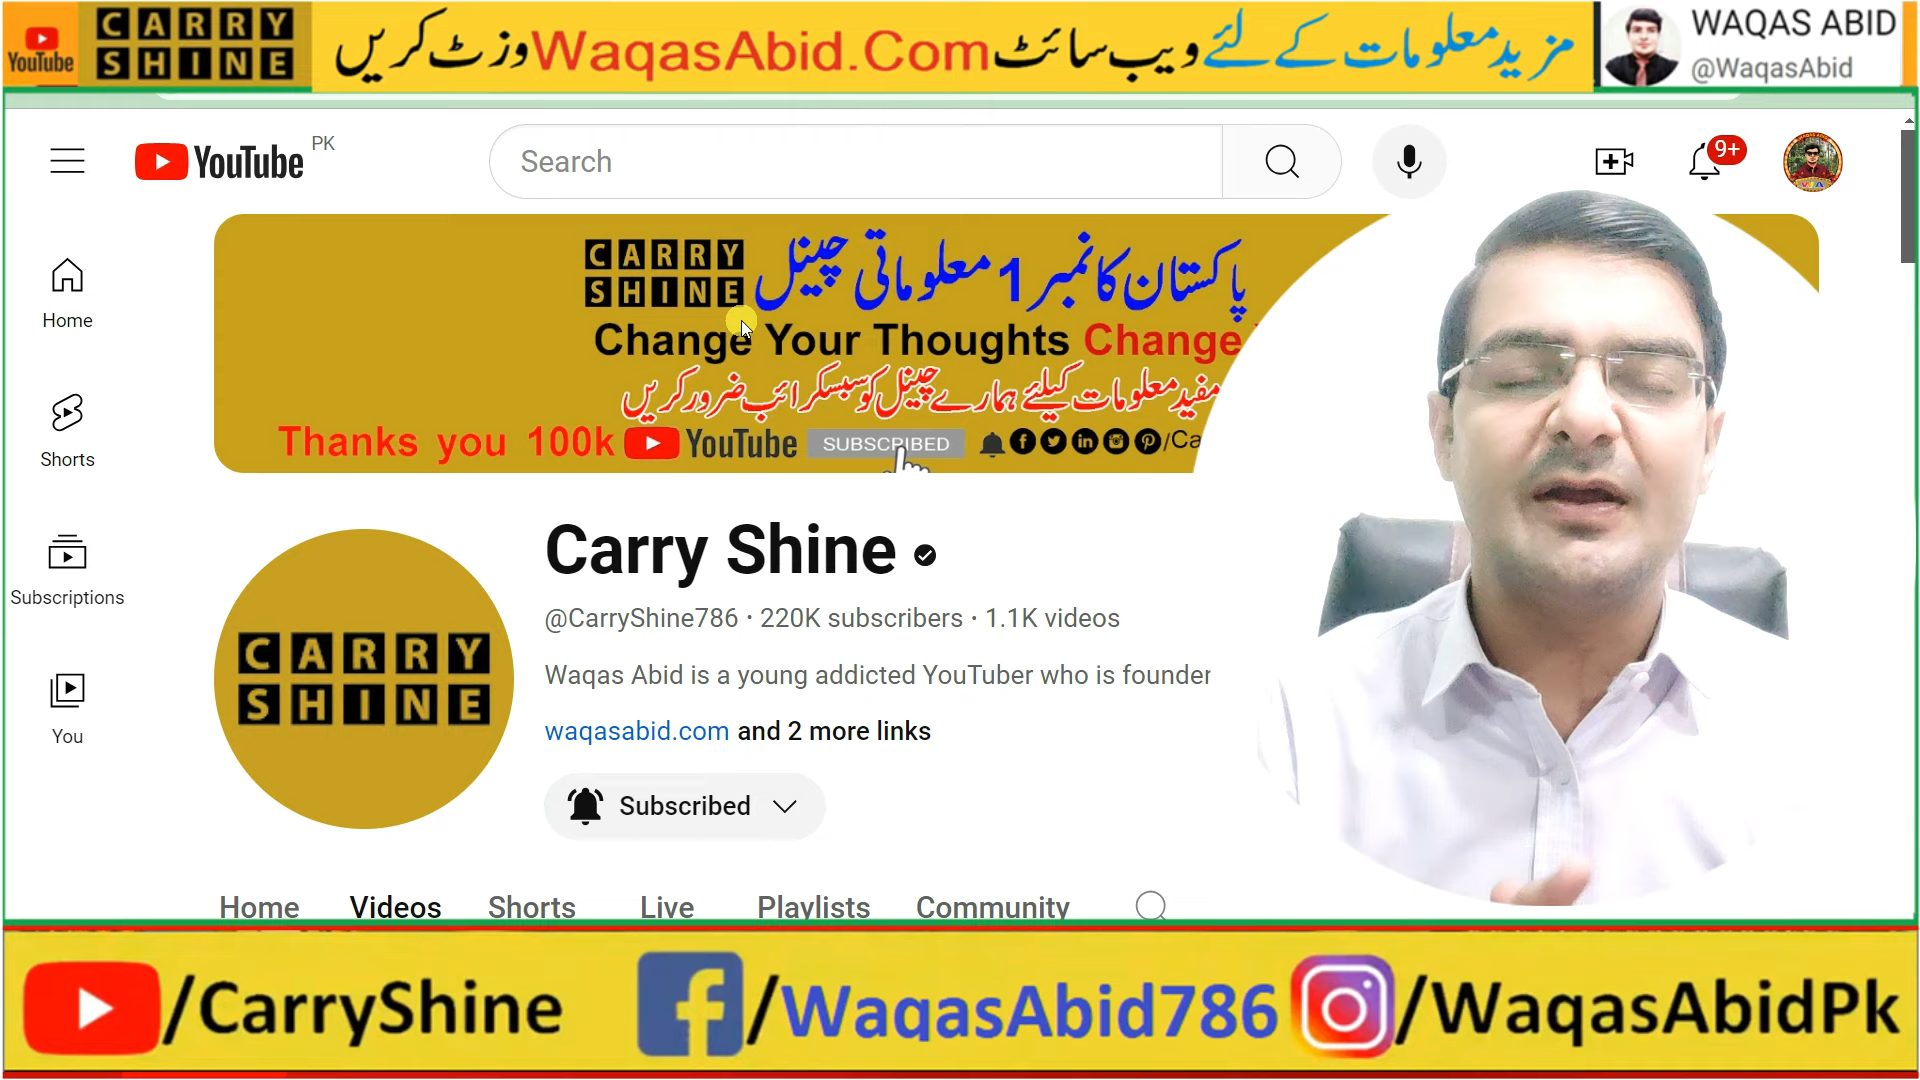 YouTube
CARRY
SHINE
مزید معلومات کے لئے ویب سائٹ WaqasAbid.Com وزٹ کریں
WAQAS ABID
@WaqasAbid
YouTube PK
Search
9+
Home
Shorts
Subscriptions
You
CARRY
SHINE
پاکستان کا نمبر 1 معلوماتی چینل
Change Your Thoughts Change
مفید معلومات کیلئے ہمارے چینل کو سبسکرائب ضرور کریں
Thanks you 100k YouTube SUBSCRIBED /Ca
CARRY
SHINE
Carry Shine
@CarryShine786 · 220K subscribers · 1.1K videos
Waqas Abid is a young addicted YouTuber who is founder
waqasabid.com and 2 more links
Subscribed
Home Videos Shorts Live Playlists Community
/CarryShine /WaqasAbid786 /WaqasAbidPk